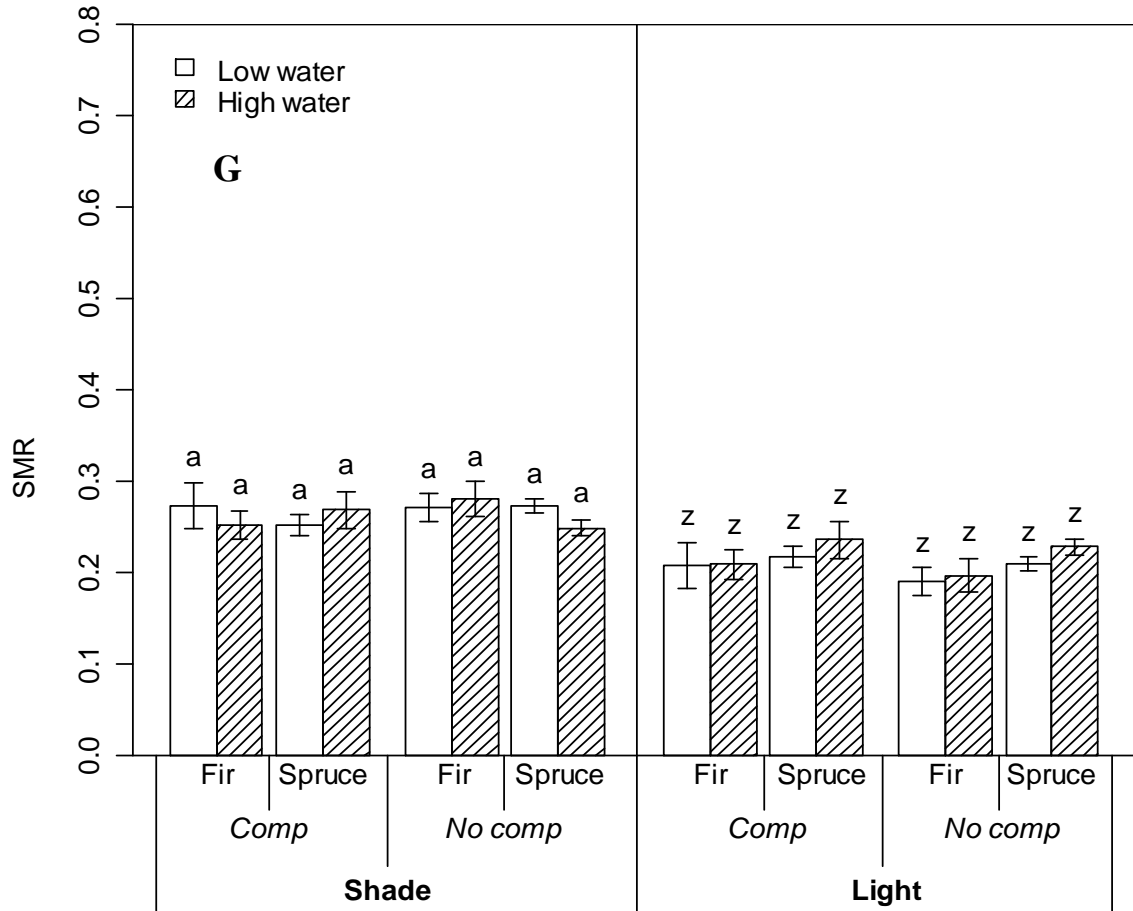 0.8
0.7
0.6
0.5
0.4
0.3
0.2
0.1
0.0
SMR
Low water
High water
G
a a a a a a a a z z z z z z z z
Fir Spruce Fir Spruce Fir Spruce Fir Spruce
Comp No comp Comp No comp
Shade Light